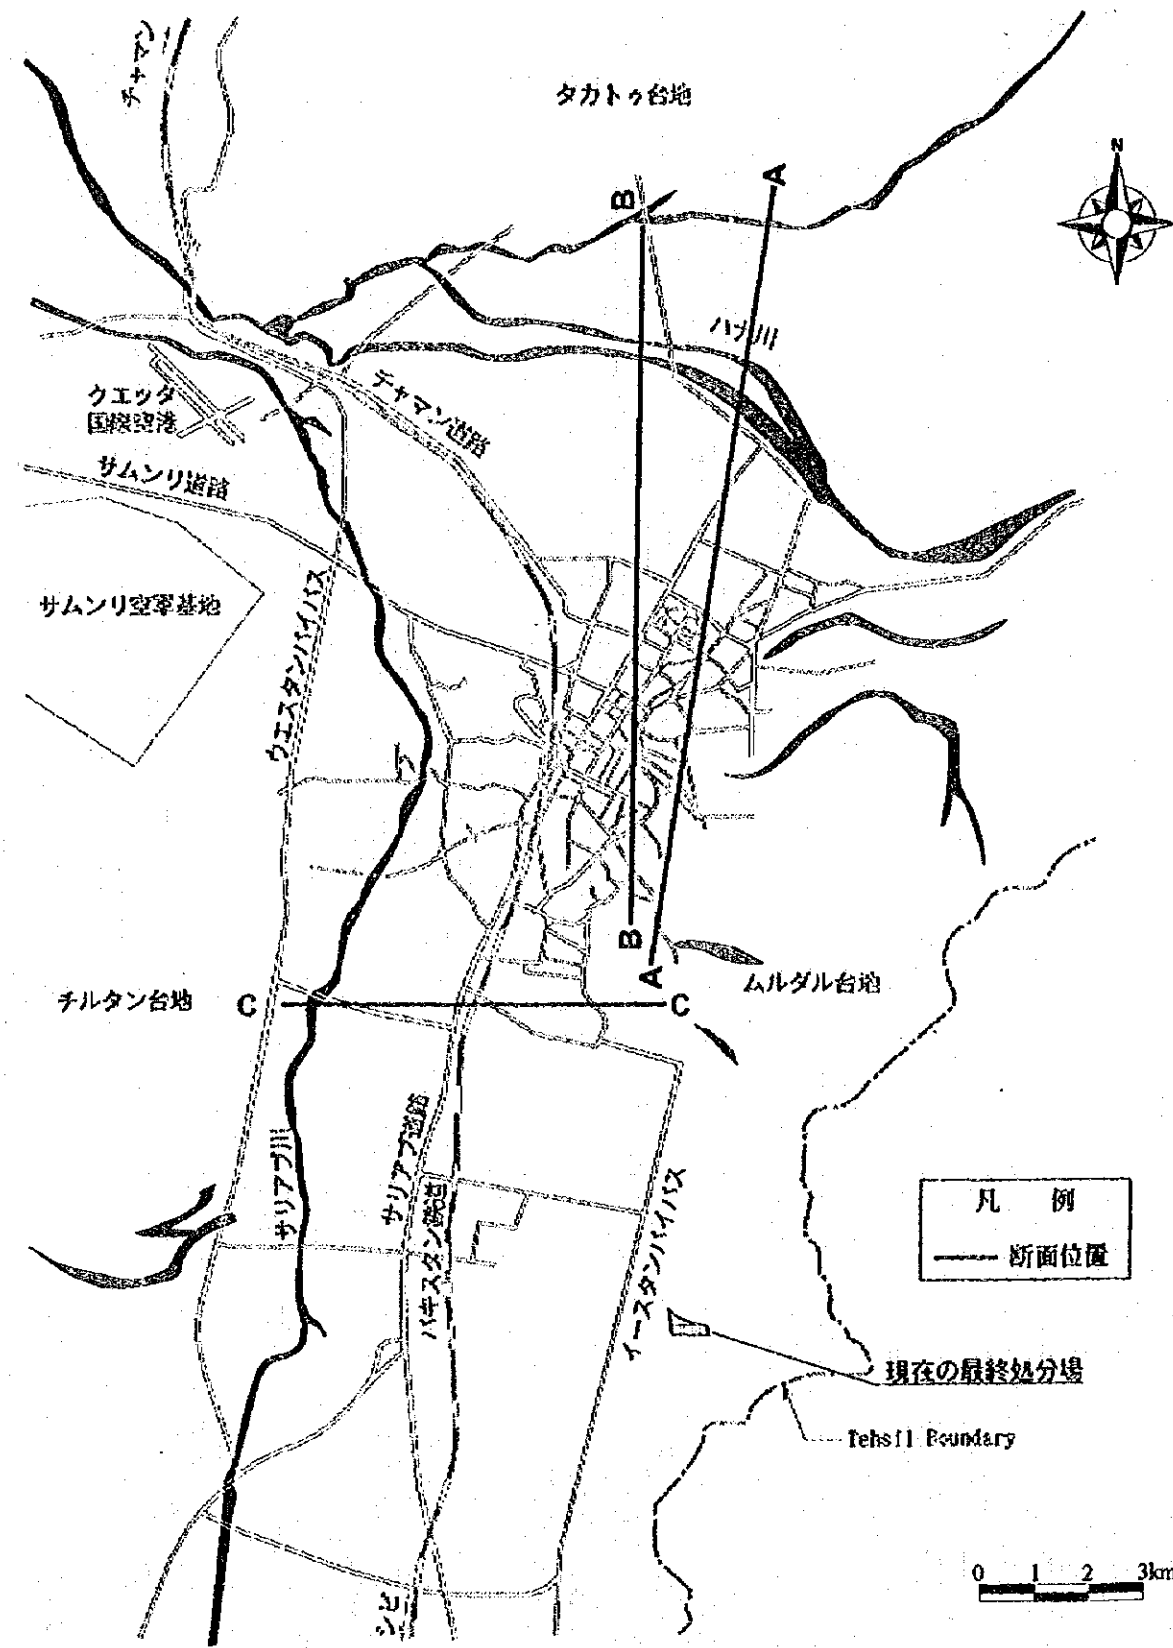 チャマン
タカトゥ台地
N
A
B
ハナ川
クエッタ
国際空港
チャマン道路
サムンリ道路
サムンリ空軍基地
ウエスタンバイパス
B
A
ムルダル台地
チルタン台地
C
C
サリアブ川
サリアブ道路
パキスタン鉄道
イースタンバイパス
凡 例
断面位置
現在の最終処分場
Tehsil Boundary
シビ
0 1 2 3km